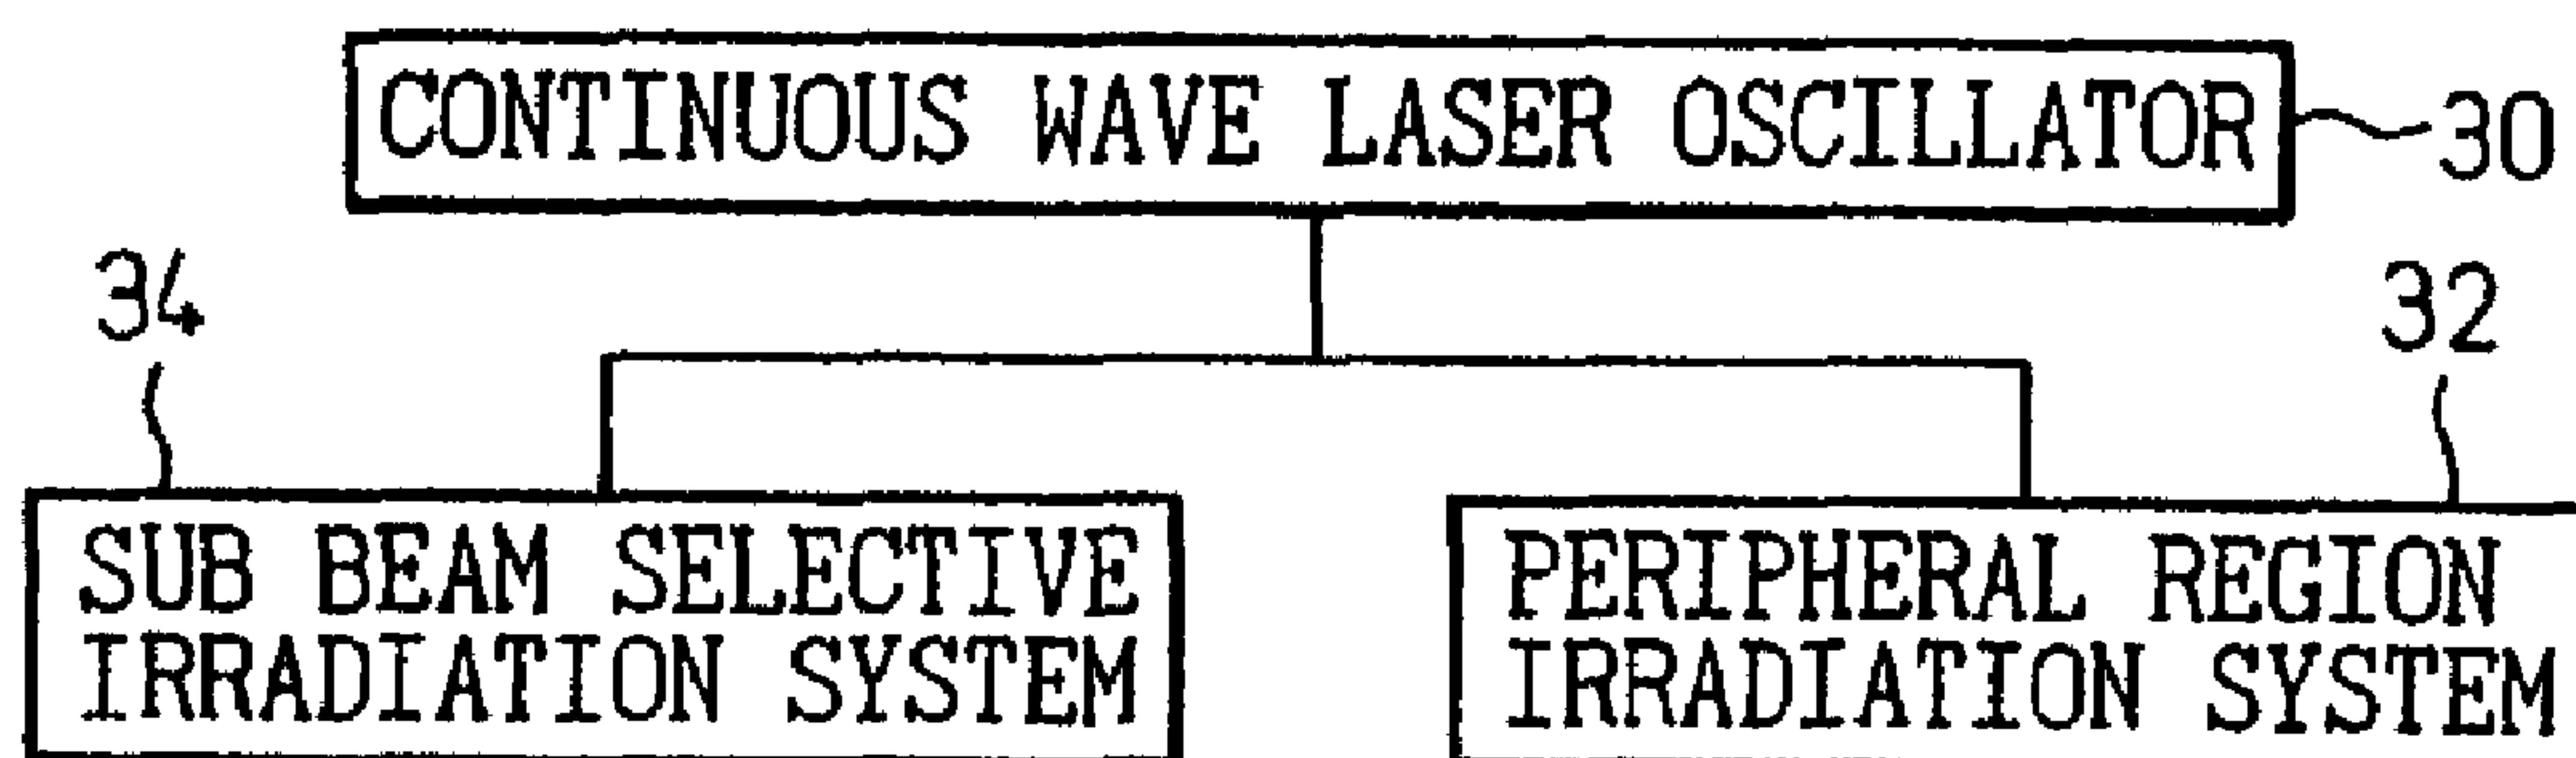 CONTINUOUS WAVE LASER OSCILLATOR
30
34
32
SUB BEAM SELECTIVE
IRRADIATION SYSTEM
PERIPHERAL REGION
IRRADIATION SYSTEM